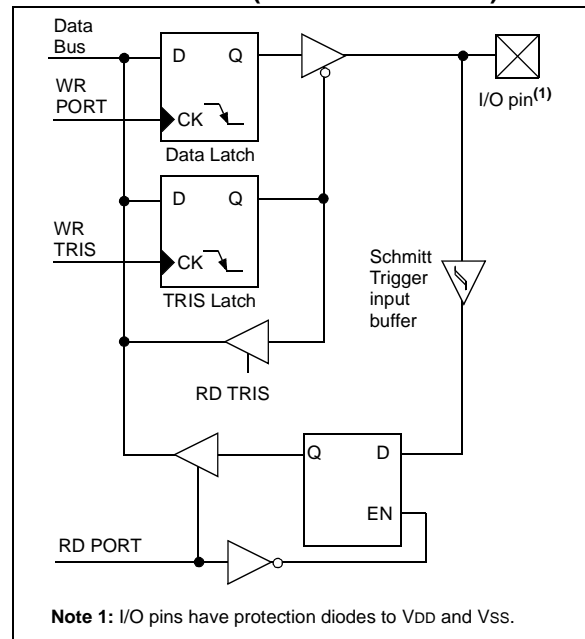 Data
Bus
D Q
WR
PORT
I/O pin(1)
CK
Data Latch
D Q
WR
TRIS
CK
Schmitt
Trigger
input
buffer
TRIS Latch
RD TRIS
Q D
EN
RD PORT
Note 1: I/O pins have protection diodes to VDD and VSS.